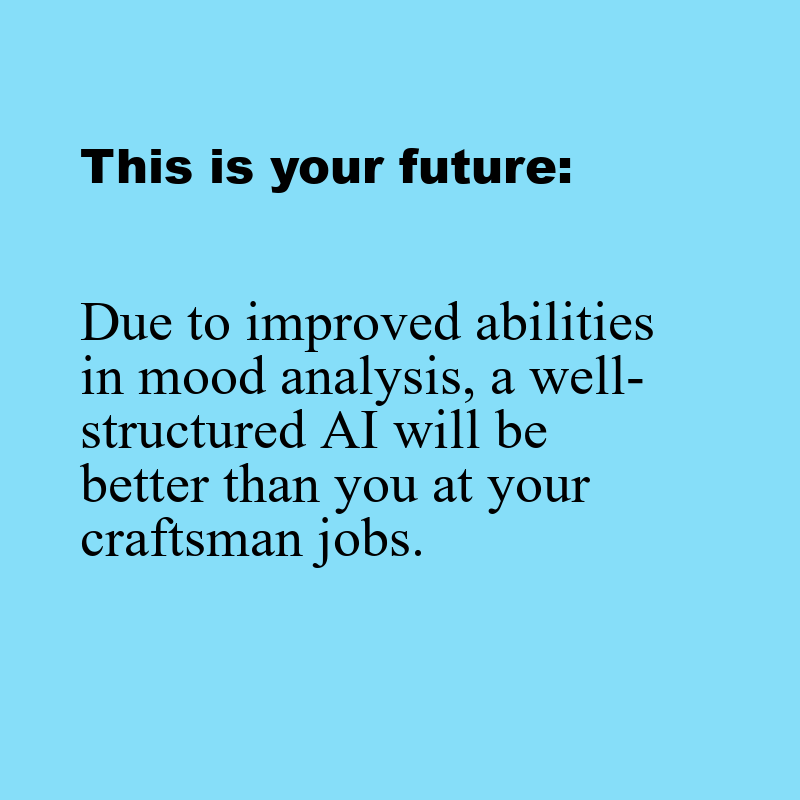 This is your future:
Due to improved abilities
in mood analysis, a well-
structured AI will be
better than you at your
craftsman jobs.